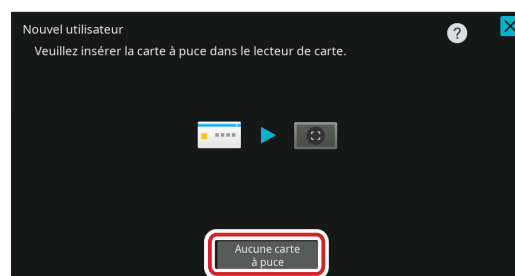 Nouvel utilisateur
?
Veuillez insérer la carte à puce dans le lecteur de carte.
Aucune carte
à puce